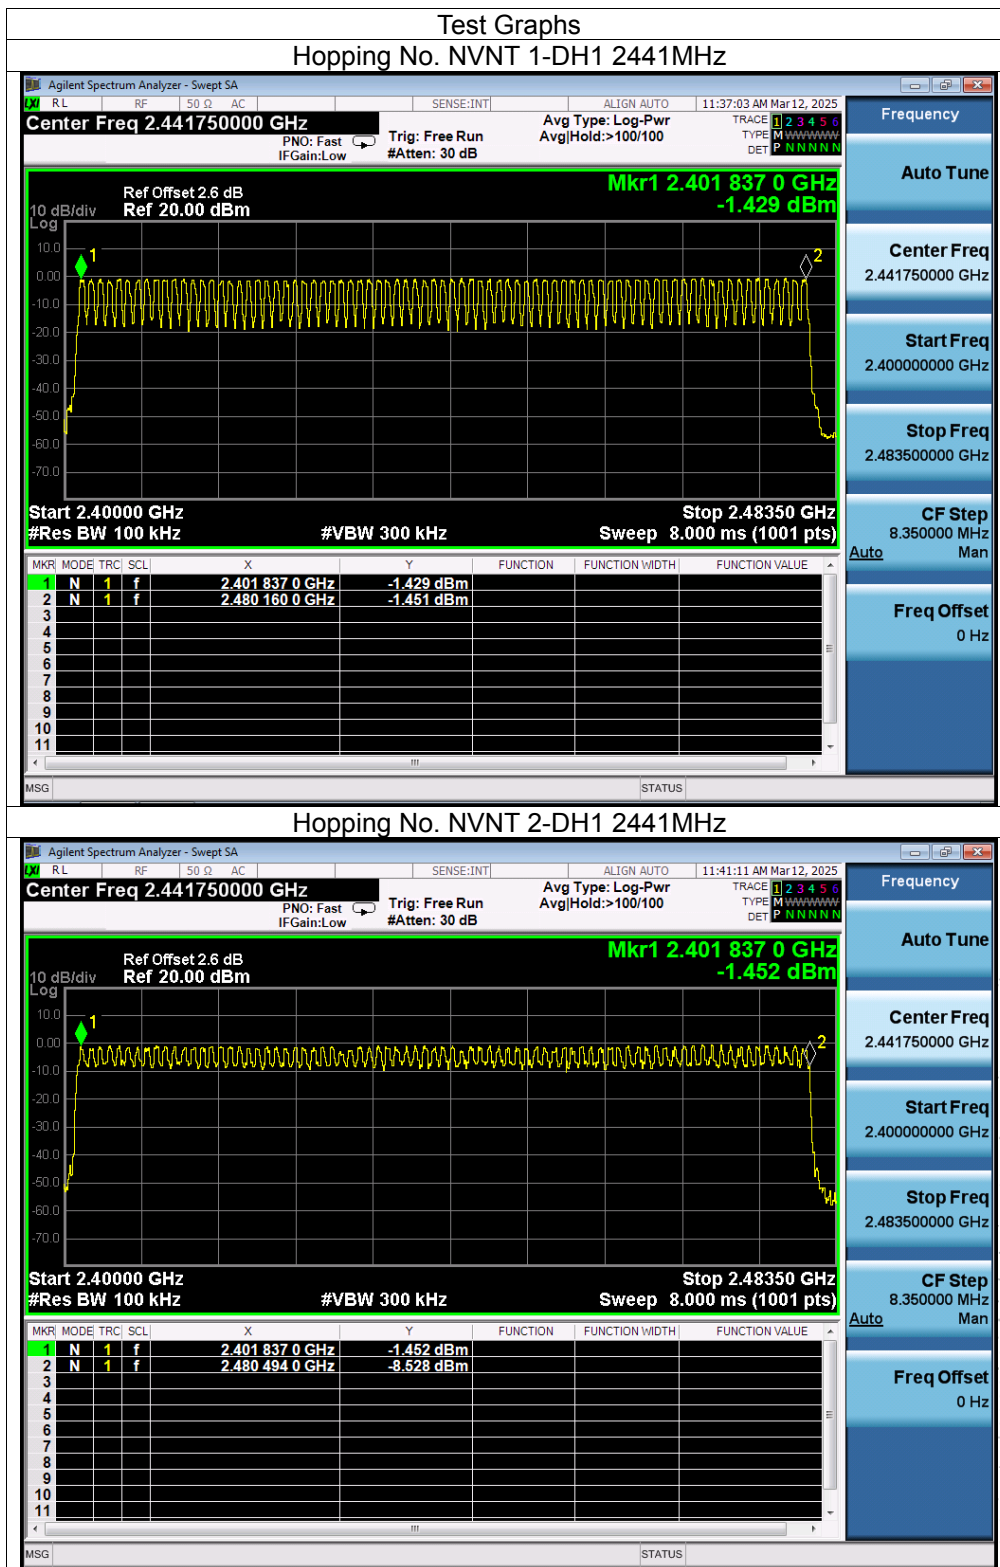 Test Graphs
Hopping No. NVNT 1-DH1 2441MHz
Agilent Spectrum Analyzer - Swept SA
LXI RL RF 50 Ω AC SENSE:INT ALIGN AUTO 11:37:03 AM Mar 12, 2025
Center Freq 2.441750000 GHz Avg Type: Log-Pwr TRACE 1 2 3 4 5 6
PNO: Fast Trig: Free Run Avg|Hold:>100/100 TYPE M WWWWW
IFGain:Low #Atten: 30 dB DET P N N N N N
Mkr1 2.401 837 0 GHz
-1.429 dBm
Ref Offset 2.6 dB
10 dB/div Ref 20.00 dBm
Log
10.0
0.00
-10.0
-20.0
-30.0
-40.0
-50.0
-60.0
-70.0
1
2
Start 2.40000 GHz Stop 2.48350 GHz
#Res BW 100 kHz #VBW 300 kHz Sweep 8.000 ms (1001 pts)
MKR MODE TRC SCL X Y FUNCTION FUNCTION WIDTH FUNCTION VALUE
1 N 1 f 2.401 837 0 GHz -1.429 dBm
2 N 1 f 2.480 160 0 GHz -1.451 dBm
3
4
5
6
7
8
9
10
11
MSG STATUS
Frequency
Auto Tune
Center Freq
2.441750000 GHz
Start Freq
2.400000000 GHz
Stop Freq
2.483500000 GHz
CF Step
8.350000 MHz
Auto Man
Freq Offset
0 Hz
Hopping No. NVNT 2-DH1 2441MHz
Agilent Spectrum Analyzer - Swept SA
LXI RL RF 50 Ω AC SENSE:INT ALIGN AUTO 11:41:11 AM Mar 12, 2025
Center Freq 2.441750000 GHz Avg Type: Log-Pwr TRACE 1 2 3 4 5 6
PNO: Fast Trig: Free Run Avg|Hold:>100/100 TYPE M WWWWW
IFGain:Low #Atten: 30 dB DET P N N N N N
Mkr1 2.401 837 0 GHz
-1.452 dBm
Ref Offset 2.6 dB
10 dB/div Ref 20.00 dBm
Log
10.0
0.00
-10.0
-20.0
-30.0
-40.0
-50.0
-60.0
-70.0
1
2
Start 2.40000 GHz Stop 2.48350 GHz
#Res BW 100 kHz #VBW 300 kHz Sweep 8.000 ms (1001 pts)
MKR MODE TRC SCL X Y FUNCTION FUNCTION WIDTH FUNCTION VALUE
1 N 1 f 2.401 837 0 GHz -1.452 dBm
2 N 1 f 2.480 494 0 GHz -8.528 dBm
3
4
5
6
7
8
9
10
11
MSG STATUS
Frequency
Auto Tune
Center Freq
2.441750000 GHz
Start Freq
2.400000000 GHz
Stop Freq
2.483500000 GHz
CF Step
8.350000 MHz
Auto Man
Freq Offset
0 Hz